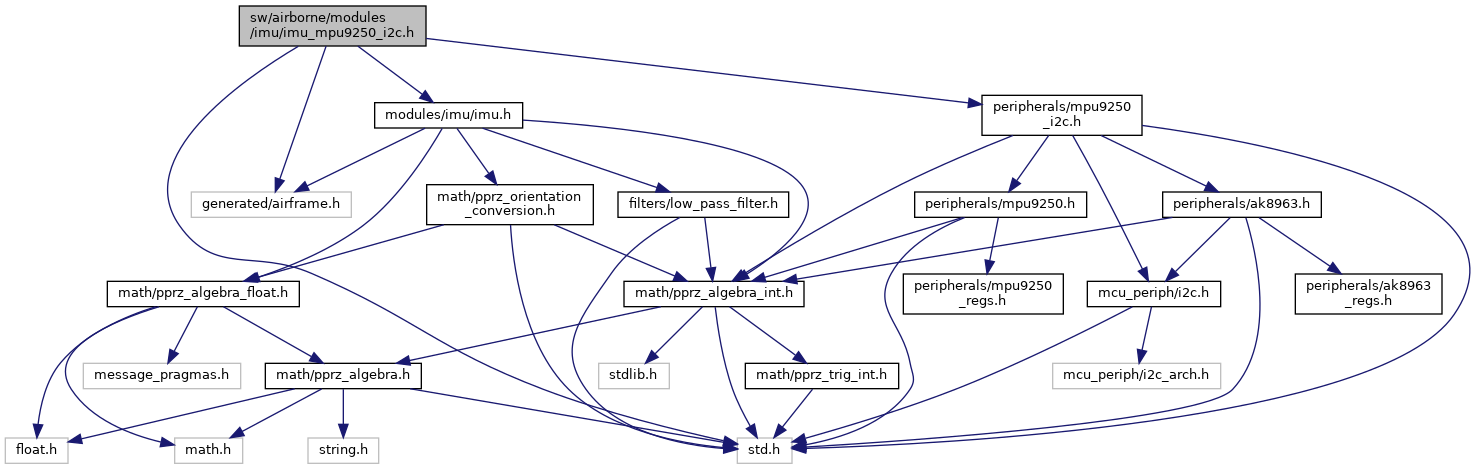 sw/airborne/modules
/imu/imu_mpu9250_i2c.h
peripherals/mpu9250
_i2c.h
modules/imu/imu.h
generated/airframe.h
math/pprz_orientation
_conversion.h
filters/low_pass_filter.h
peripherals/mpu9250.h
peripherals/ak8963.h
math/pprz_algebra_float.h
math/pprz_algebra_int.h
peripherals/mpu9250
_regs.h
mcu_periph/i2c.h
peripherals/ak8963
_regs.h
message_pragmas.h
math/pprz_algebra.h
stdlib.h
math/pprz_trig_int.h
mcu_periph/i2c_arch.h
float.h
math.h
string.h
std.h